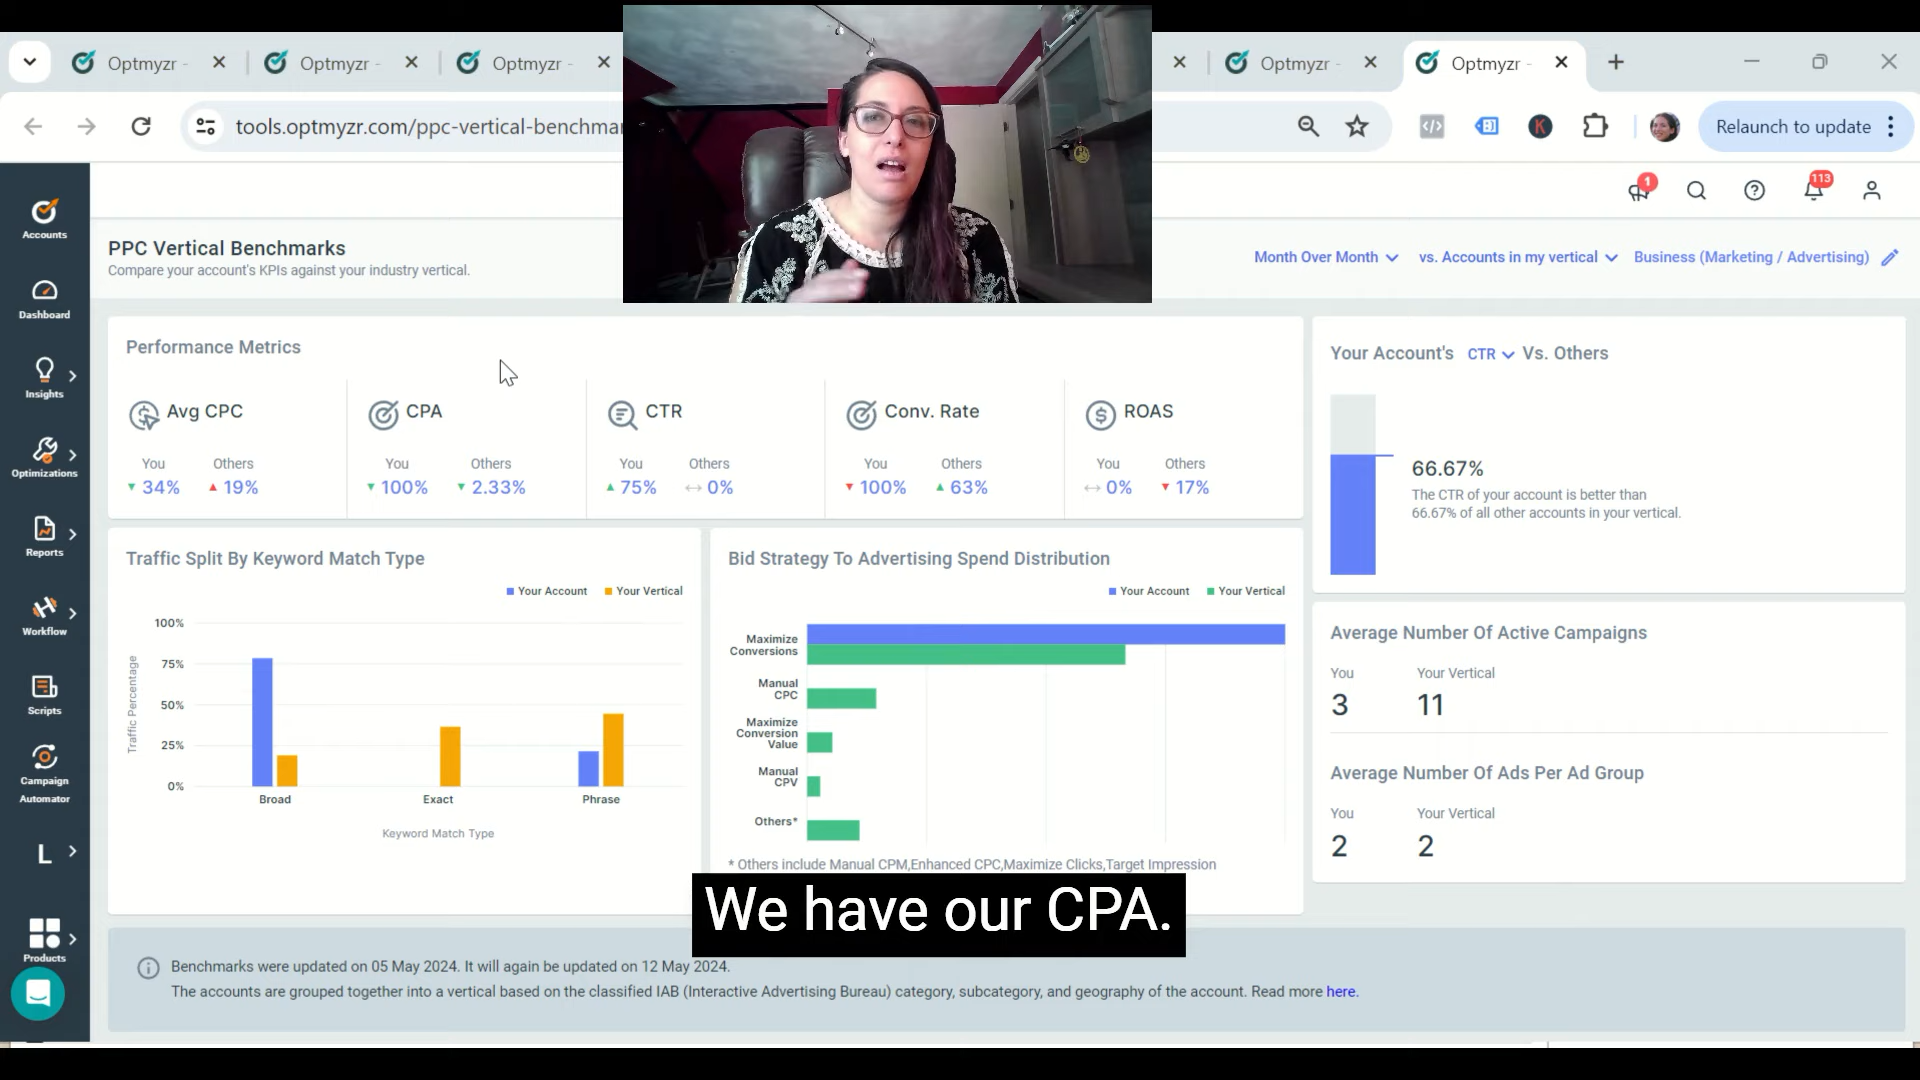 Optmyzr -
Optmyzr -
Optmyzr -
Optmyzr -
Optmyzr -
tools.optmyzr.com/ppc-vertical-benchmar
Relaunch to update
1
113
Accounts
Dashboard
Insights
Optimizations
Reports
Workflow
Scripts
Campaign
Automator
L
Products
PPC Vertical Benchmarks
Compare your account's KPIs against your industry vertical.
Month Over Month vs. Accounts in my vertical Business (Marketing / Advertising)
Performance Metrics
Avg CPC
You Others
34% 19%
CPA
You Others
100% 2.33%
CTR
You Others
75% 0%
Conv. Rate
You Others
100% 63%
ROAS
You Others
0% 17%
Your Account's CTR Vs. Others
66.67%
The CTR of your account is better than
66.67% of all other accounts in your vertical.
Traffic Split By Keyword Match Type
Your Account Your Vertical
Traffic Percentage
100%
75%
50%
25%
0%
Broad Exact Phrase
Keyword Match Type
Bid Strategy To Advertising Spend Distribution
Your Account Your Vertical
Maximize
Conversions
Manual
CPC
Maximize
Conversion
Value
Manual
CPV
Others*
* Others include Manual CPM,Enhanced CPC,Maximize Clicks,Target Impression
Average Number Of Active Campaigns
You Your Vertical
3 11
Average Number Of Ads Per Ad Group
You Your Vertical
2 2
We have our CPA.
Benchmarks were updated on 05 May 2024. It will again be updated on 12 May 2024.
The accounts are grouped together into a vertical based on the classified IAB (Interactive Advertising Bureau) category, subcategory, and geography of the account. Read more here.